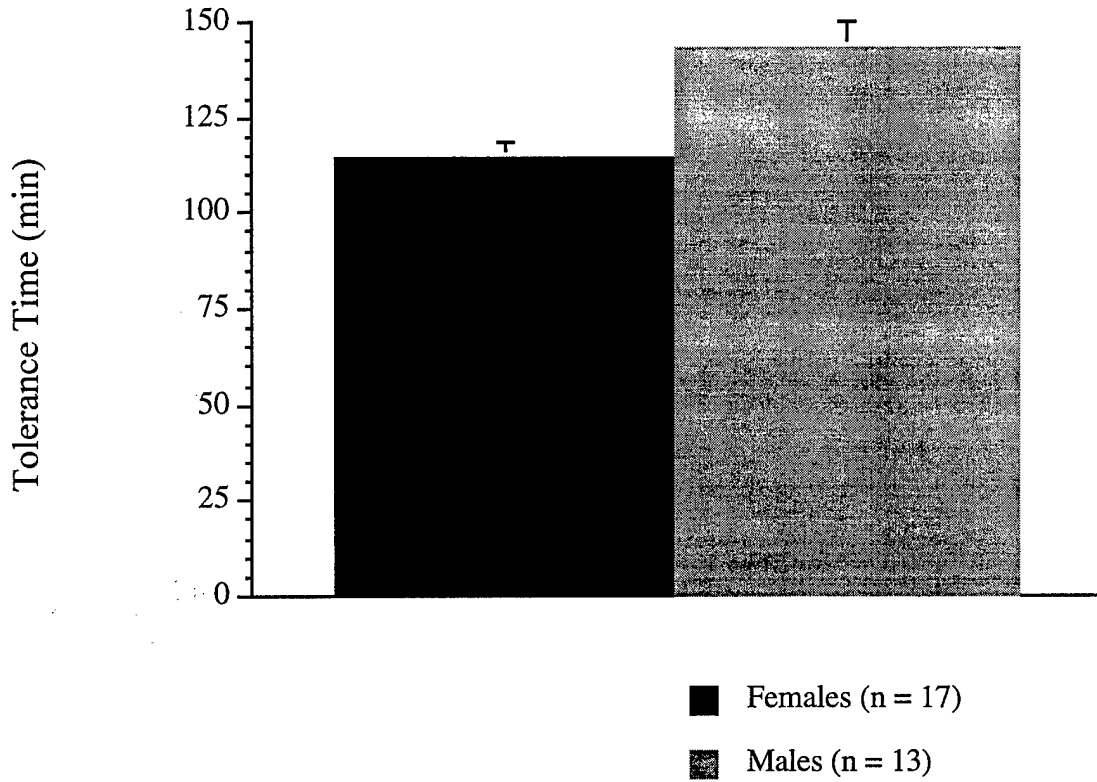 Tolerance Time (min)
150
125
100
75
50
25
0
Females (n = 17)
Males (n = 13)